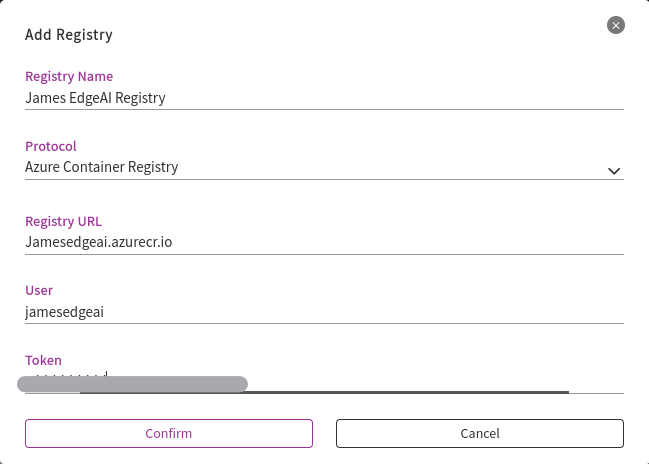 Add Registry
Registry Name
James EdgeAI Registry
Protocol
Azure Container Registry
Registry URL
Jamesedgeai.azurecr.io
User
jamesedgeai
Token
Confirm
Cancel